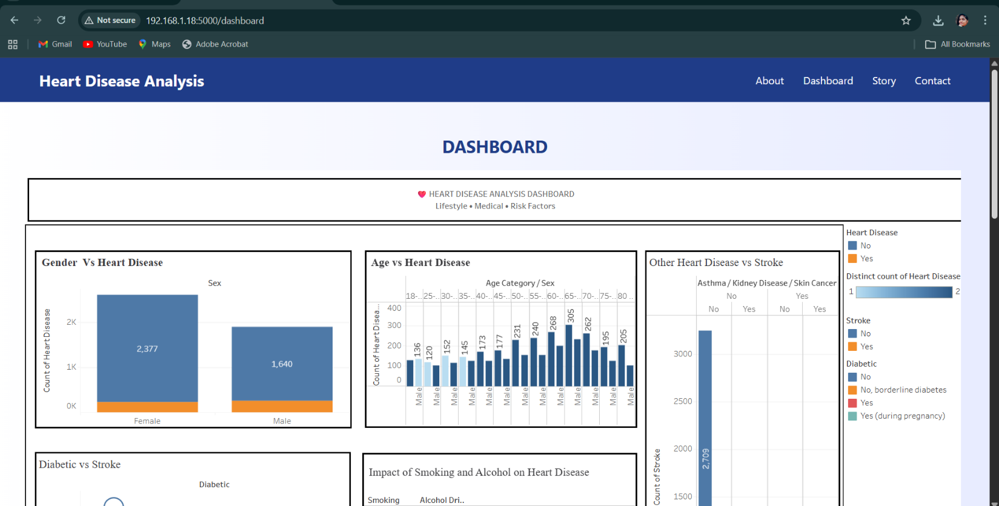 Not secure 192.168.1.18:5000/dashboard
Gmail YouTube Maps Adobe Acrobat All Bookmarks
Heart Disease Analysis About Dashboard Story Contact
DASHBOARD
HEART DISEASE ANALYSIS DASHBOARD
Lifestyle • Medical • Risk Factors
Gender Vs Heart Disease
Sex
Count of Heart Disease
2K
1K
0K
2,377
1,640
Female Male
Age vs Heart Disease
Age Category / Sex
18-.. 25-.. 30-.. 35-.. 40-.. 45-.. 50-.. 55-.. 60-.. 65-.. 70-.. 75-.. 80 ..
Count of Heart Disea...
400
300
200
100
0
136 120 152 145 173 177 231 240 268 305 262 195 205
Male Male Male Male Male Male Male Male Male Male Male Male Male
Other Heart Disease vs Stroke
Asthma / Kidney Disease / Skin Cancer
No Yes
No Yes No Yes
Count of Stroke
3000
2500
2000
1500
2,709
Heart Disease
No
Yes
Distinct count of Heart Disease
1 2
Stroke
No
Yes
Diabetic
No
No, borderline diabetes
Yes
Yes (during pregnancy)
Diabetic vs Stroke
Diabetic
Impact of Smoking and Alcohol on Heart Disease
Smoking Alcohol Dri..